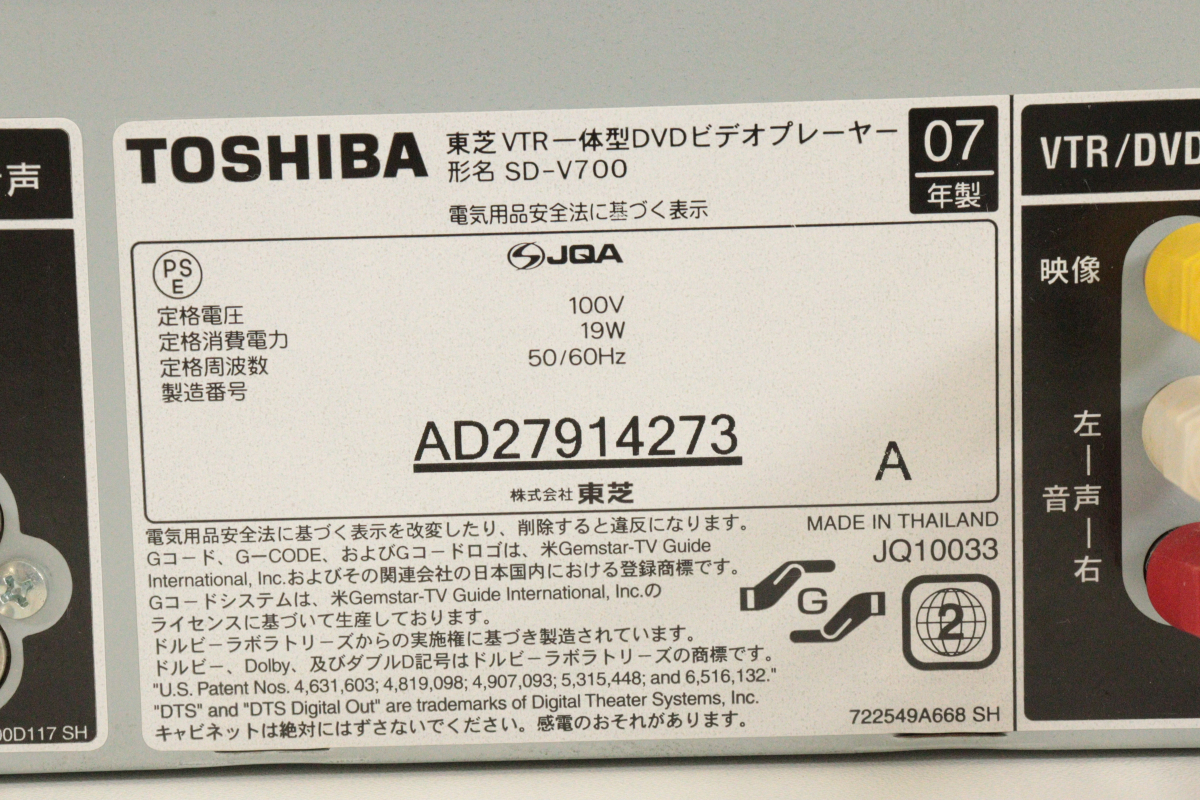 声
TOSHIBA
東芝VTR一体型DVDビデオプレーヤー
形名 SD-V700
電気用品安全法に基づく表示
07
年製
VTR/DVD
PS
E
JQA
定格電圧 100V
定格消費電力 19W
定格周波数 50/60Hz
製造番号
AD27914273
A
株式会社 東芝
電気用品安全法に基づく表示を改変したり、削除すると違反になります。
Gコード、G-CODE、およびGコードロゴは、米Gemstar-TV Guide
International, Inc.およびその関連会社の日本国内における登録商標です。
Gコードシステムは、米Gemstar-TV Guide International, Inc.の
ライセンスに基づいて生産しております。
ドルビーラボラトリーズからの実施権に基づき製造されています。
ドルビー、Dolby、及びダブルD記号はドルビーラボラトリーズの商標です。
"U.S. Patent Nos. 4,631,603; 4,819,098; 4,907,093; 5,315,448; and 6,516,132."
"DTS" and "DTS Digital Out" are trademarks of Digital Theater Systems, Inc.
キャビネットは絶対にはずさないでください。感電のおそれがあります。
MADE IN THAILAND
JQ10033
G
2
722549A668 SH
映像
左
音声
右
00D117 SH